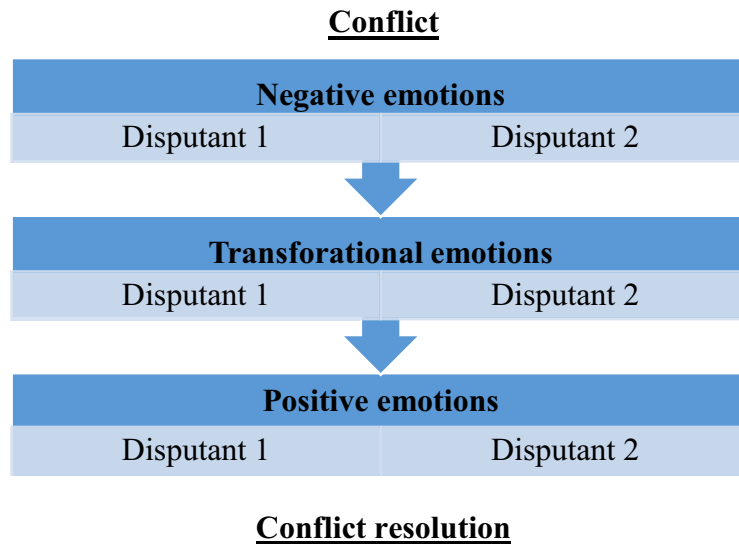 Conflict
Negative emotions
Disputant 1 Disputant 2
Transforational emotions
Disputant 1 Disputant 2
Positive emotions
Disputant 1 Disputant 2
Conflict resolution